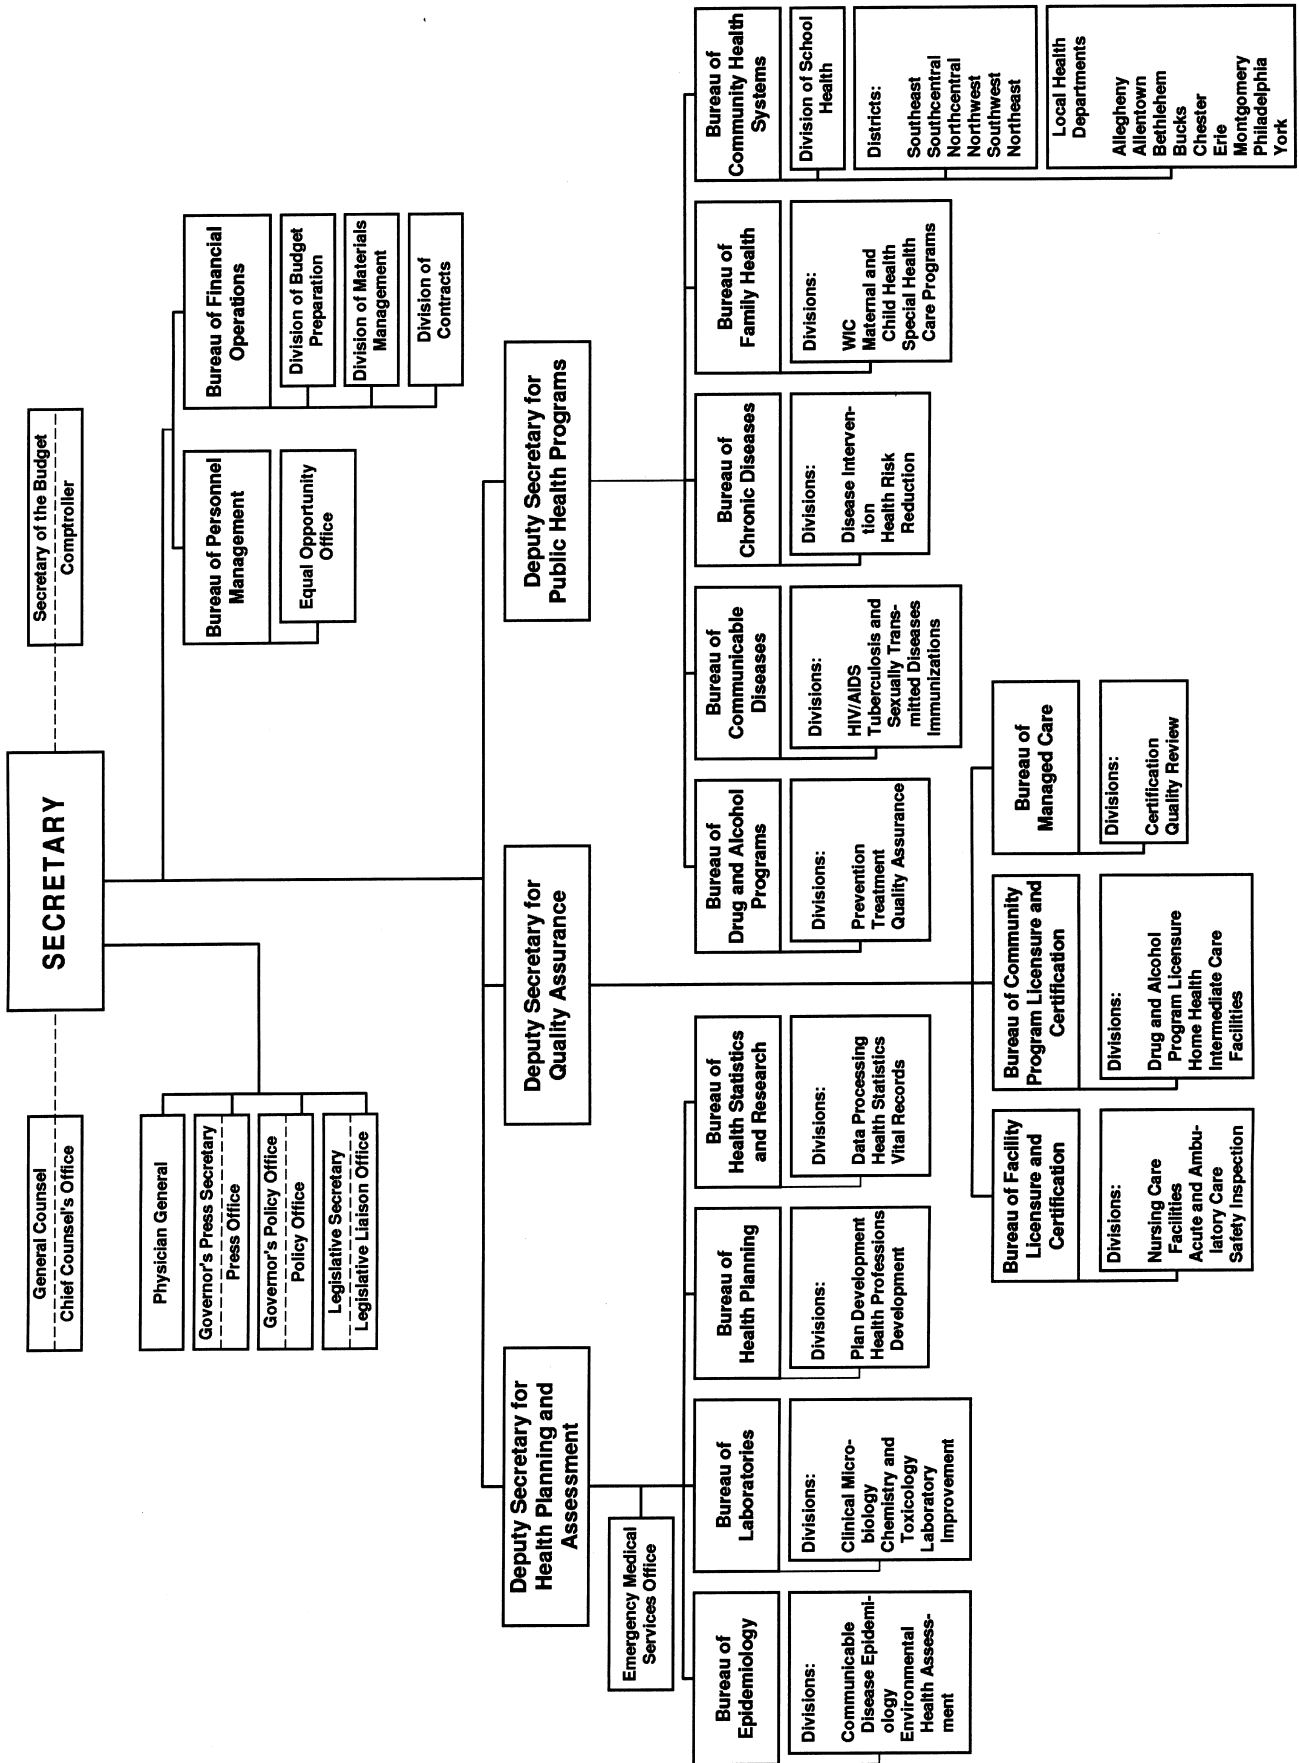 SECRETARY
General Counsel
Chief Counsel's Office
Secretary of the Budget
Comptroller
Physician General
Governor's Press Secretary
Press Office
Governor's Policy Office
Policy Office
Legislative Secretary
Legislative Liaison Office
Bureau of Personnel
Management
Equal Opportunity
Office
Bureau of Financial
Operations
Division of Budget
Preparation
Division of Materials
Management
Division of
Contracts
Deputy Secretary for
Health Planning and
Assessment
Deputy Secretary for
Quality Assurance
Deputy Secretary for
Public Health Programs
Emergency Medical
Services Office
Bureau of
Epidemiology
Divisions:
Communicable
Disease Epidemi-
ology
Environmental
Health Assess-
ment
Bureau of
Laboratories
Divisions:
Clinical Micro-
biology
Chemistry and
Toxicology
Laboratory
Improvement
Bureau of
Health Planning
Divisions:
Plan Development
Health Professions
Development
Bureau of
Health Statistics
and Research
Divisions:
Data Processing
Health Statistics
Vital Records
Bureau of
Drug and Alcohol
Programs
Divisions:
Prevention
Treatment
Quality Assurance
Bureau of
Communicable
Diseases
Divisions:
HIV/AIDS
Tuberculosis and
Sexually Trans-
mitted Diseases
Immunizations
Bureau of
Chronic Diseases
Divisions:
Disease Interven-
tion
Health Risk
Reduction
Bureau of
Family Health
Divisions:
WIC
Maternal and
Child Health
Special Health
Care Programs
Bureau of
Community Health
Systems
Division of School
Health
Districts:
Southeast
Southcentral
Northcentral
Northwest
Southwest
Northeast
Local Health
Departments
Allegheny
Allentown
Bethlehem
Bucks
Chester
Erie
Montgomery
Philadelphia
York
Bureau of Facility
Licensure and
Certification
Divisions:
Nursing Care
Facilities
Acute and Ambu-
latory Care
Safety Inspection
Bureau of Community
Program Licensure and
Certification
Divisions:
Drug and Alcohol
Program Licensure
Home Health
Intermediate Care
Facilities
Bureau of
Managed Care
Divisions:
Certification
Quality Review